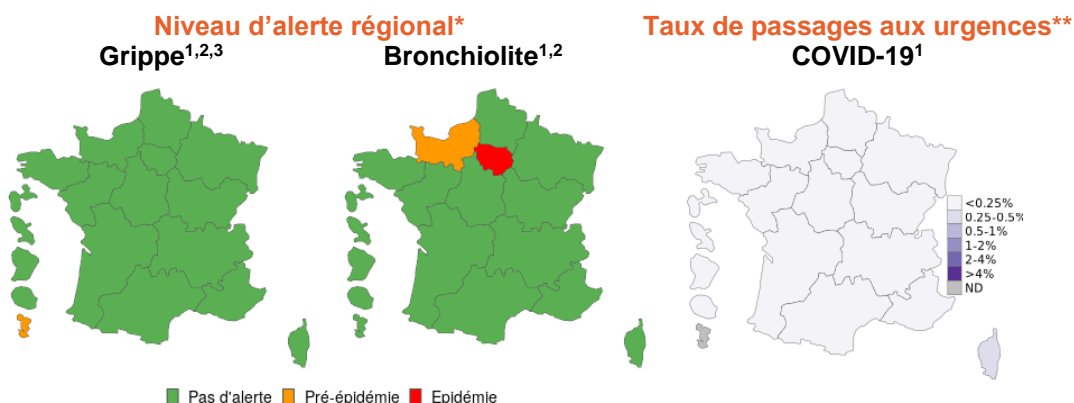 Niveau d'alerte régional*
Taux de passages aux urgences**
Grippe1,2,3
Bronchiolite1,2
COVID-191
<0.25%
0.25-0.5%
0.5-1%
1-2%
2-4%
>4%
ND
Pas d'alerte
Pré-épidémie
Epidémie